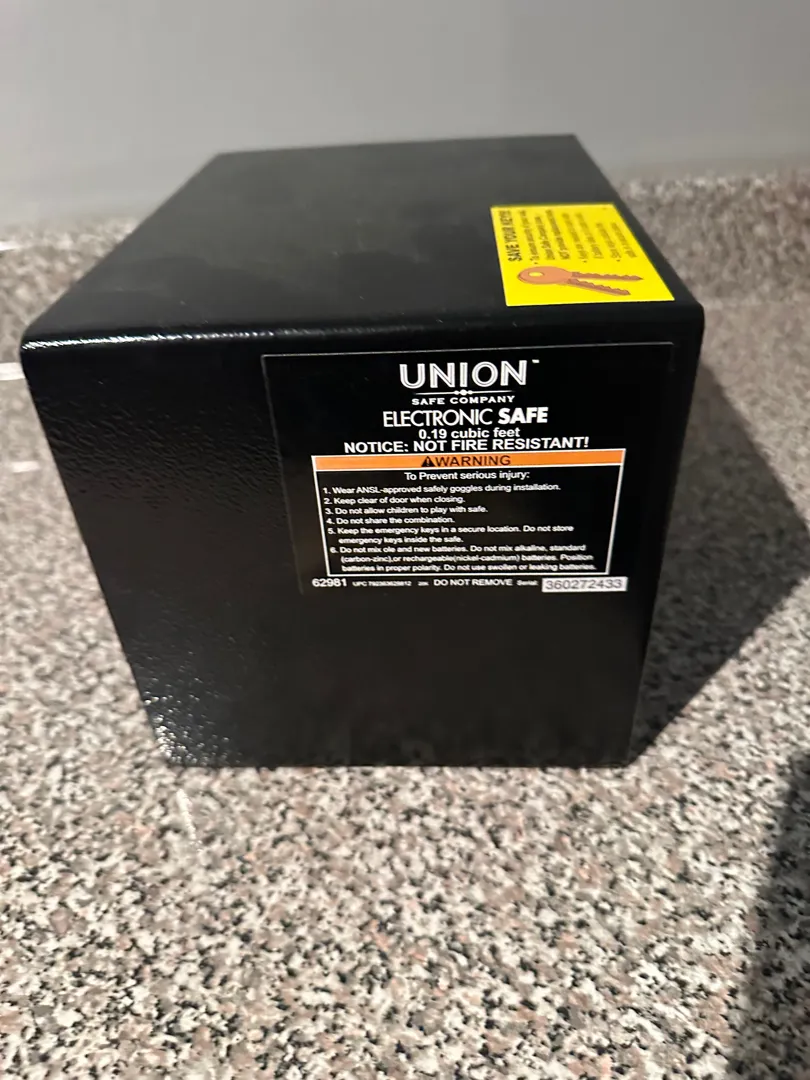 SAVE YOUR KEYS!
UNION™
SAFE COMPANY
ELECTRONIC SAFE
0.19 cubic feet
NOTICE: NOT FIRE RESISTANT!
⚠WARNING
To Prevent serious injury:
1. Wear ANSL-approved safely goggles during installation.
2. Keep clear of door when closing.
3. Do not allow children to play with safe.
4. Do not share the combination.
5. Keep the emergency keys in a secure location. Do not store
emergency keys inside the safe.
6. Do not mix ole and new batteries. Do not mix alkaline, standard
(carbon-zinc),or rechargeable(nickel-cadmium) batteries. Position
batteries in proper polarity. Do not use swollen or leaking batteries.
62981 UPC DO NOT REMOVE Serial: 360272433